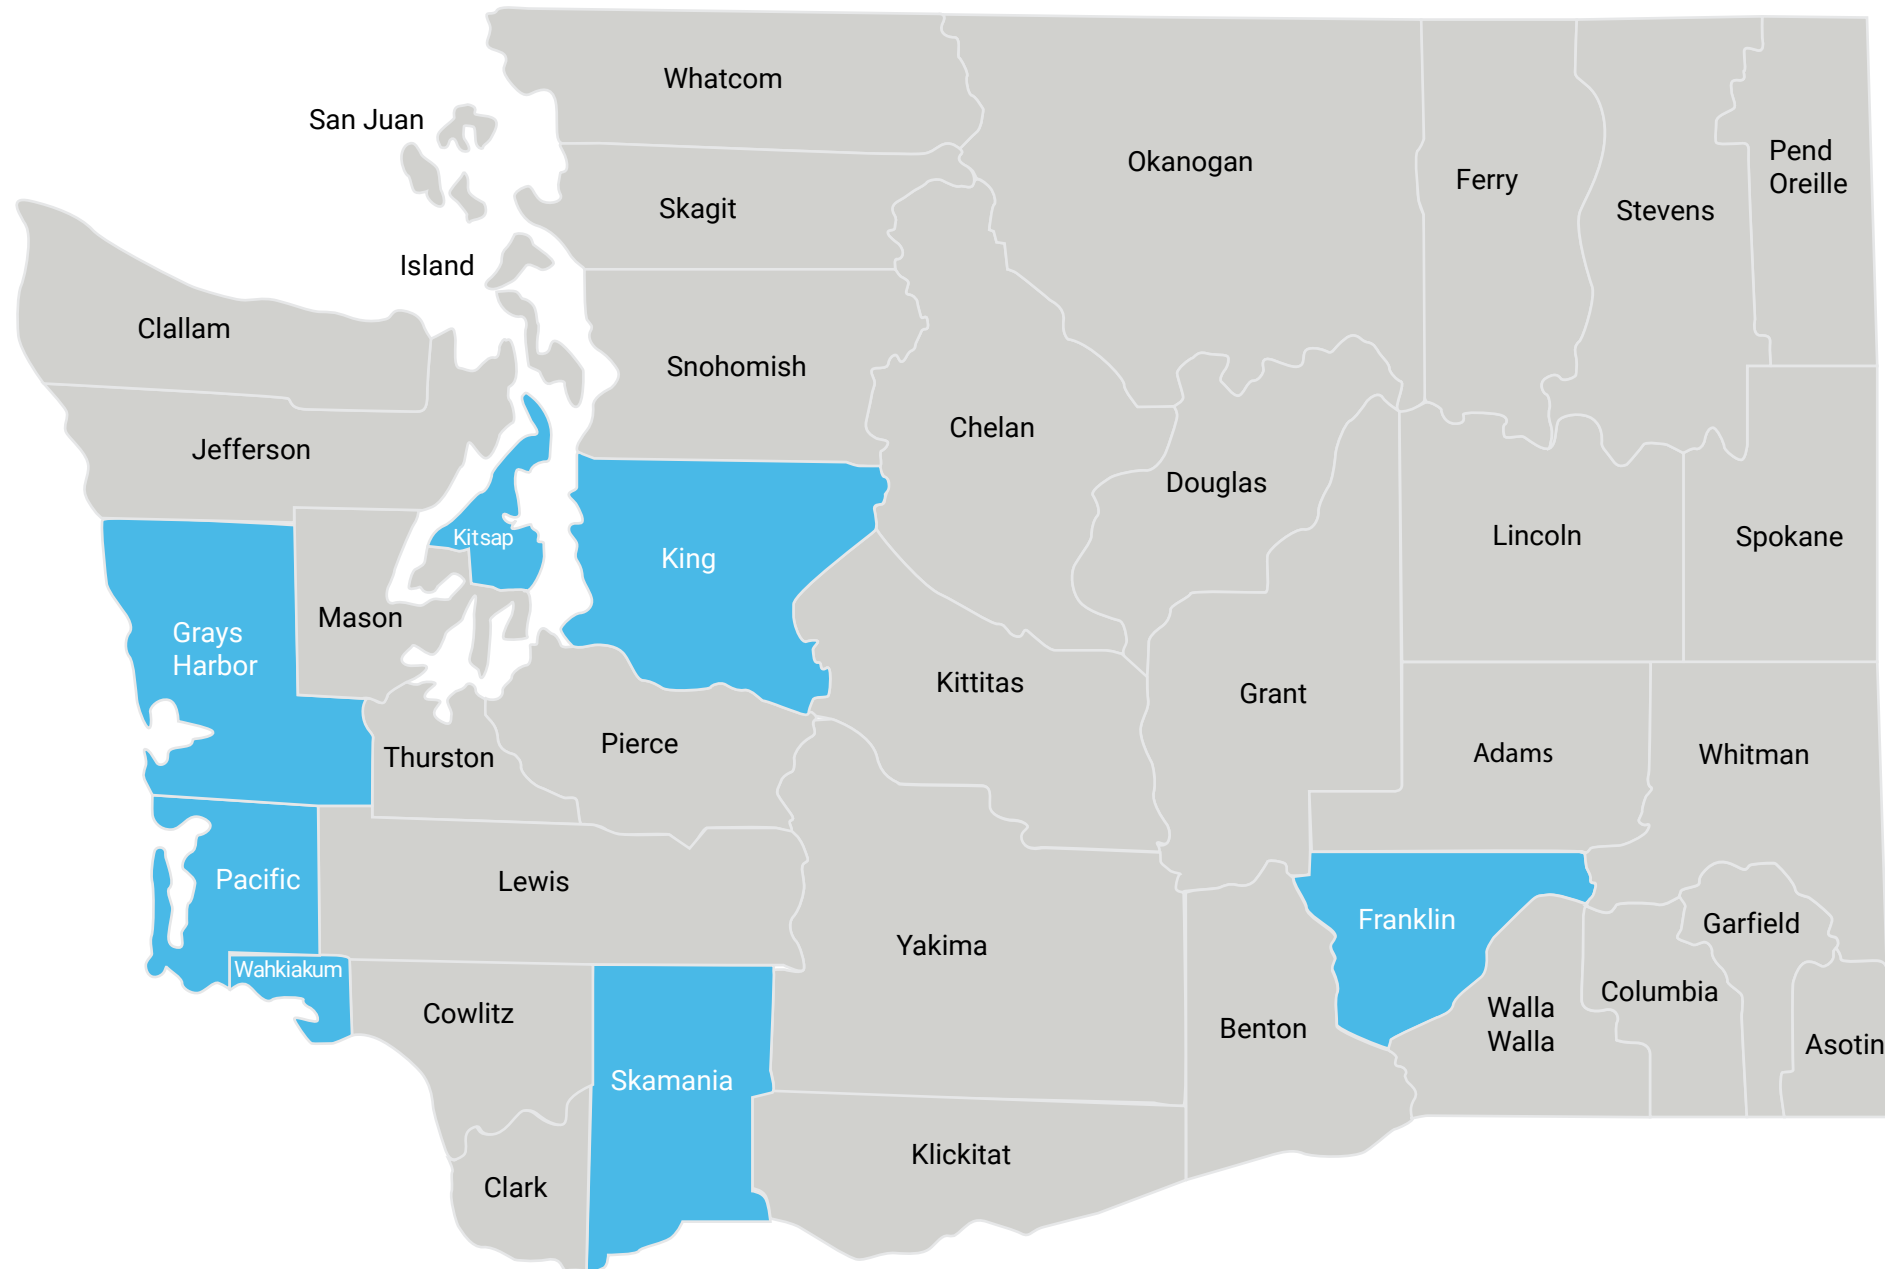 Whatcom
San Juan
Okanogan
Pend
Oreille
Ferry
Skagit
Stevens
Island
Clallam
Snohomish
Chelan
Jefferson
Douglas
Lincoln
Spokane
Kitsap
King
Mason
Grays
Harbor
Kittitas
Grant
Pierce
Thurston
Adams
Whitman
Pacific
Lewis
Franklin
Garfield
Yakima
Wahkiakum
Columbia
Cowlitz
Walla
Walla
Benton
Asotin
Skamania
Klickitat
Clark